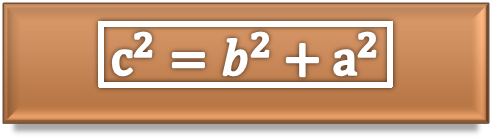 c² = b² + a²